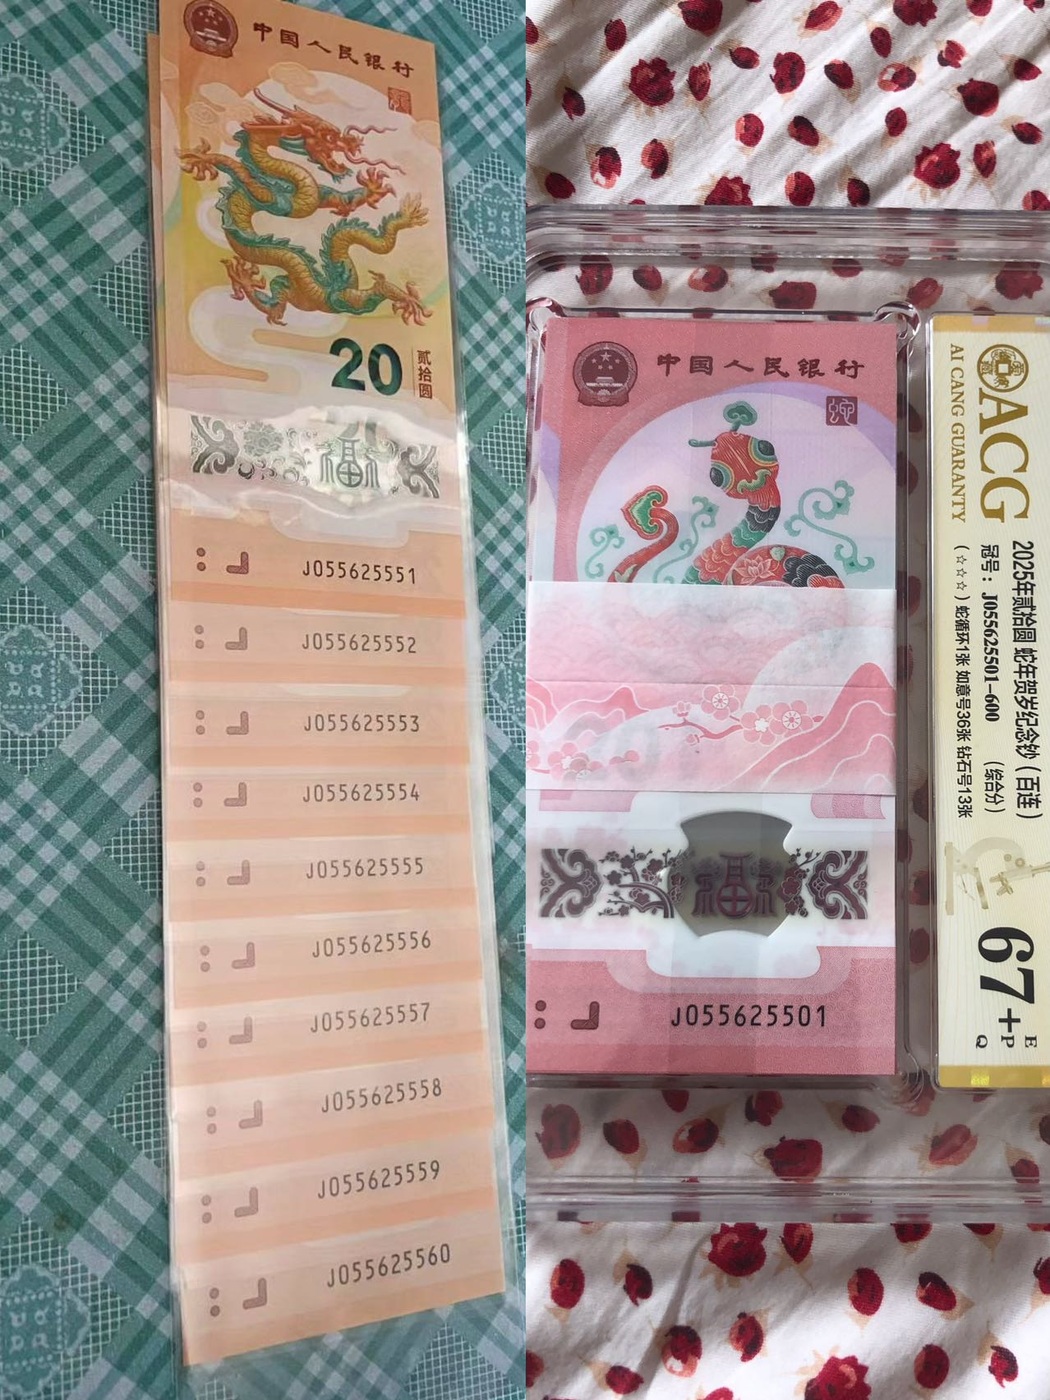 中国人民银行
20
贰拾圆
福
J055625551
J055625552
J055625553
J055625554
J055625555
J055625556
J055625557
J055625558
J055625559
J055625560
中国人民银行
福
J055625501
ACG
AI CANG GUARANTY
2025年贰拾圆 蛇年贺岁纪念钞（百连）
冠号：J055625501-600 （综合分）
（☆☆☆）蛇循环1张 如意号36张 钻石号13张
67+
E
P
Q